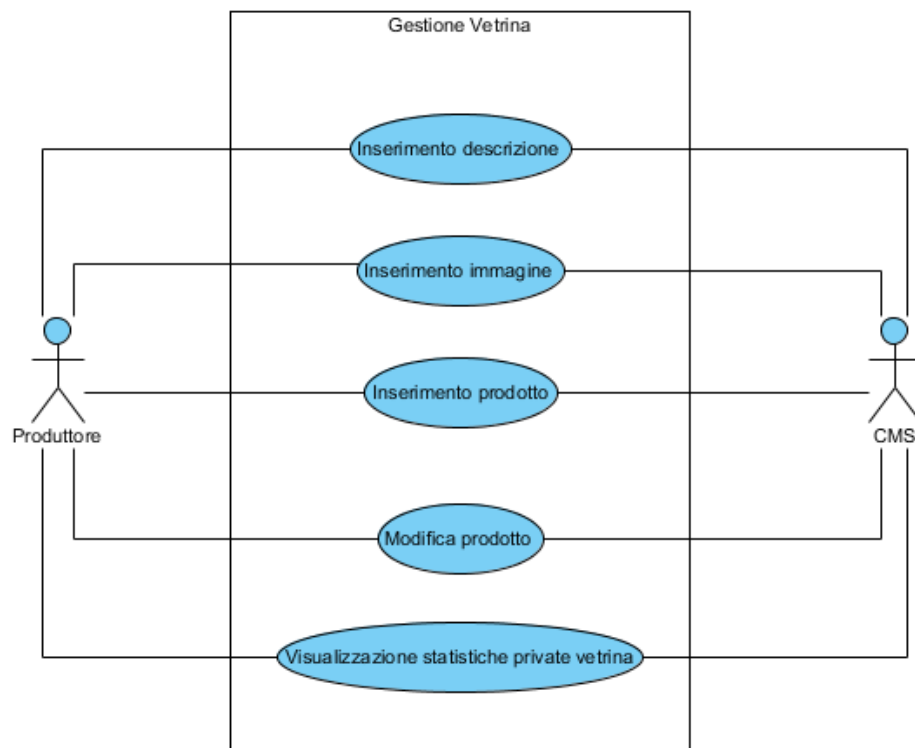 Gestione Vetrina
Inserimento descrizione
Inserimento immagine
Inserimento prodotto
Produttore
CMS
Modifica prodotto
Visualizzazione statistiche private vetrina